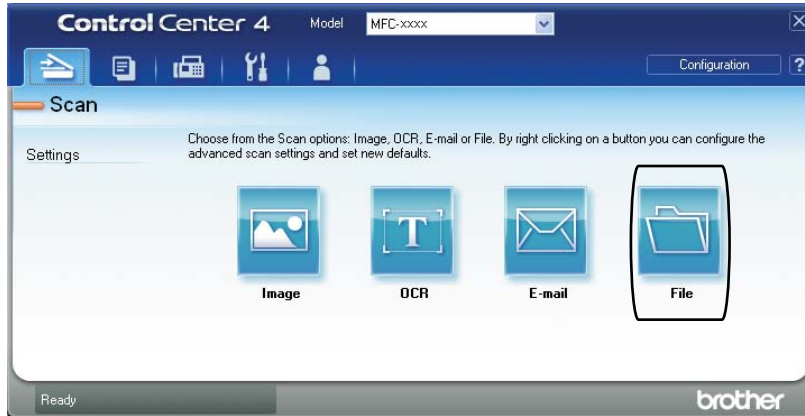 Control Center 4 Model MFC-xxxx
Configuration ?
Scan
Settings
Choose from the Scan options: Image, OCR, E-mail or File. By right clicking on a button you can configure the
advanced scan settings and set new defaults.
T
Image OCR E-mail File
Ready brother